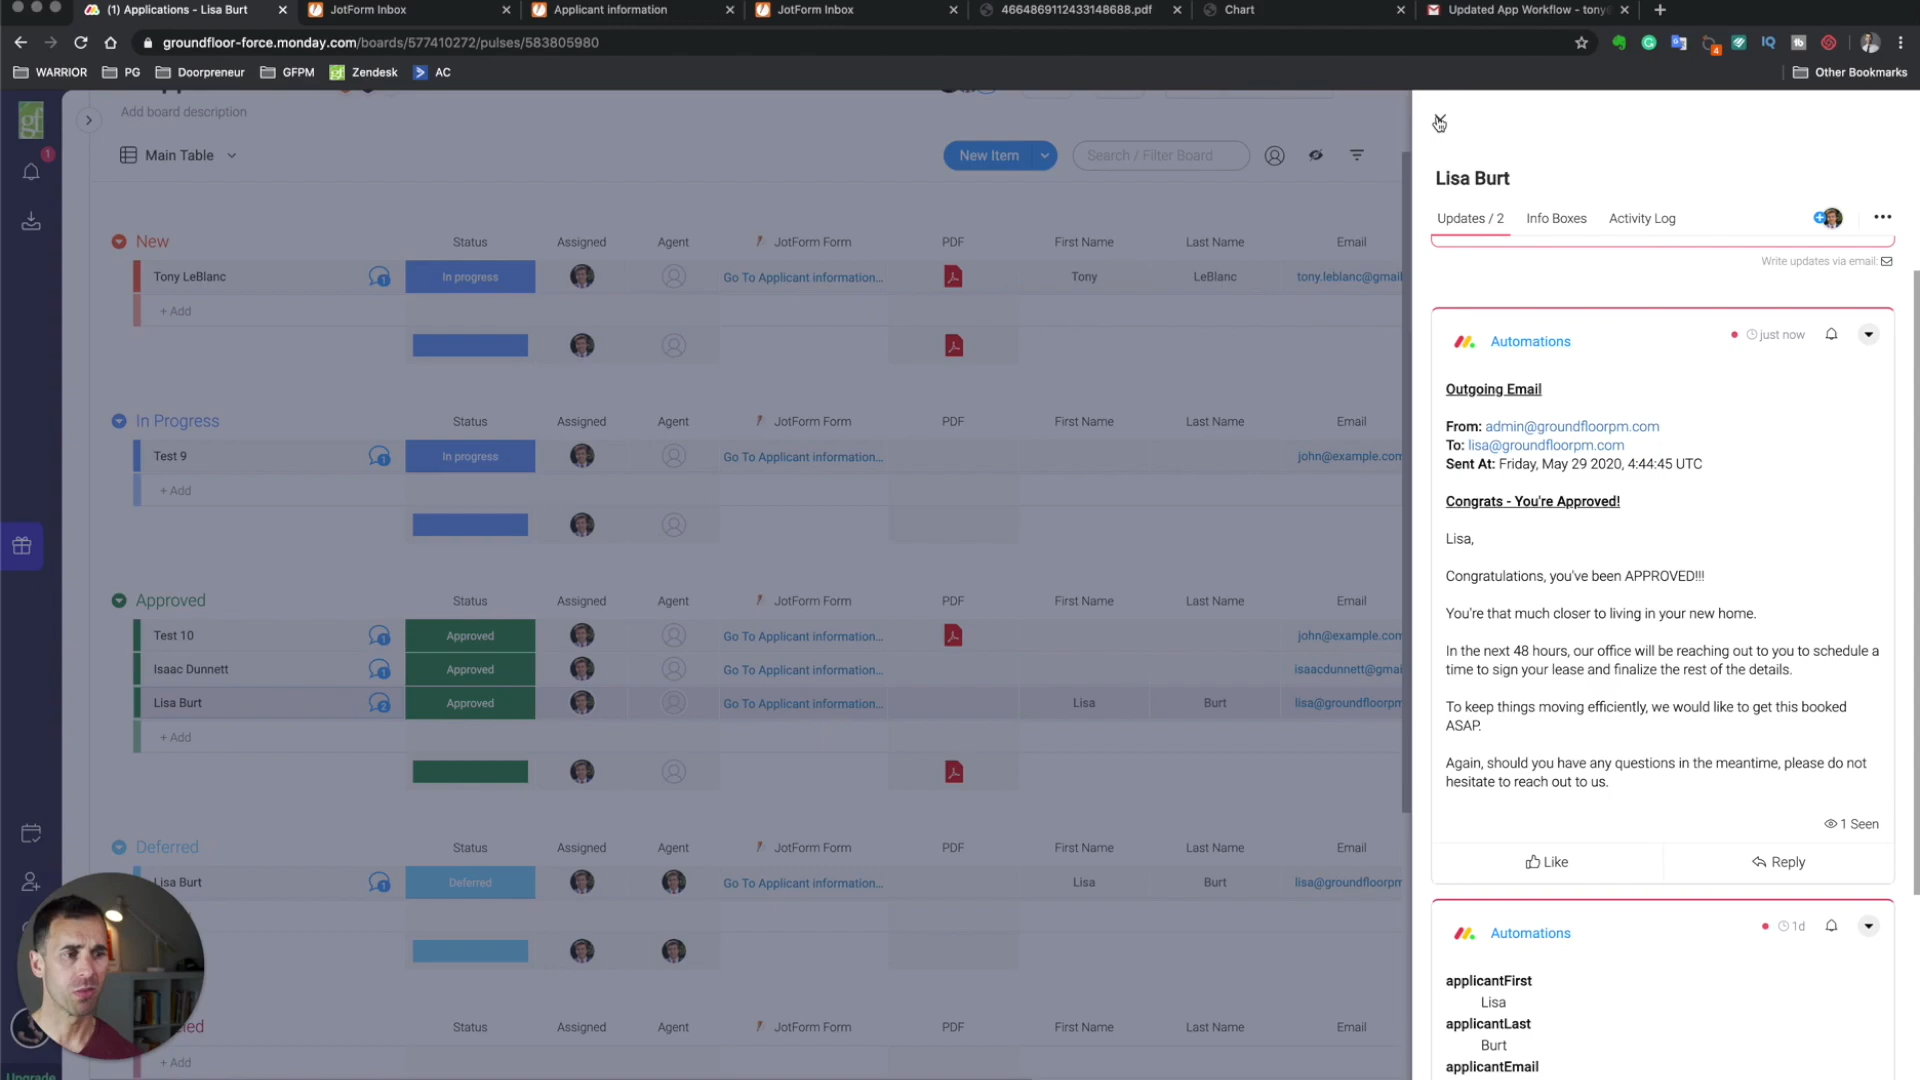 (1) Applications - Lisa Burt
JotForm Inbox
Applicant information
JotForm Inbox
4664869112433148688.pdf
Chart
Updated App Workflow - tony
groundfloor-force.monday.com/boards/577410272/pulses/583805980
4
WARRIOR
PG
Doorpreneur
GFPM
Zendesk
AC
Other Bookmarks
gf
1
Add board description
Main Table
New Item
Search / Filter Board
New Status Assigned Agent JotForm Form PDF First Name Last Name Email
Tony LeBlanc 1 In progress Go To Applicant information... Tony LeBlanc tony.leblanc@gmai
+ Add
In Progress Status Assigned Agent JotForm Form PDF First Name Last Name Email
Test 9 1 In progress Go To Applicant information... john@example.com
+ Add
Approved Status Assigned Agent JotForm Form PDF First Name Last Name Email
Test 10 1 Approved Go To Applicant information... john@example.com
Isaac Dunnett 1 Approved Go To Applicant information... isaacdunnett@gmai
Lisa Burt 2 Approved Go To Applicant information... Lisa Burt lisa@groundfloorpm
+ Add
Deferred Status Assigned Agent JotForm Form PDF First Name Last Name Email
Lisa Burt 1 Deferred Go To Applicant information... Lisa Burt lisa@groundfloorpm
Status Assigned Agent JotForm Form PDF First Name Last Name Email
+ Add
Upgrade
Lisa Burt
Updates / 2
Info Boxes
Activity Log
Write updates via email:
Automations
just now
Outgoing Email
From: admin@groundfloorpm.com
To: lisa@groundfloorpm.com
Sent At: Friday, May 29 2020, 4:44:45 UTC
Congrats - You're Approved!
Lisa,
Congratulations, you've been APPROVED!!!
You're that much closer to living in your new home.
In the next 48 hours, our office will be reaching out to you to schedule a
time to sign your lease and finalize the rest of the details.
To keep things moving efficiently, we would like to get this booked
ASAP.
Again, should you have any questions in the meantime, please do not
hesitate to reach out to us.
1 Seen
Like
Reply
Automations
1d
applicantFirst
Lisa
applicantLast
Burt
applicantEmail